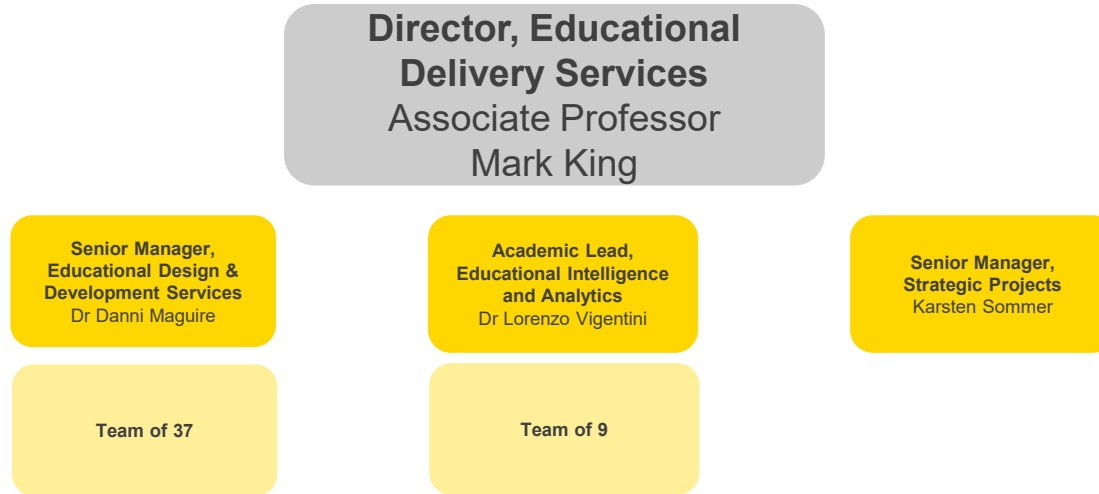 Director, Educational
Delivery Services
Associate Professor
Mark King
Senior Manager,
Educational Design &
Development Services
Dr Danni Maguire
Academic Lead,
Educational Intelligence
and Analytics
Dr Lorenzo Vigentini
Senior Manager,
Strategic Projects
Karsten Sommer
Team of 37
Team of 9